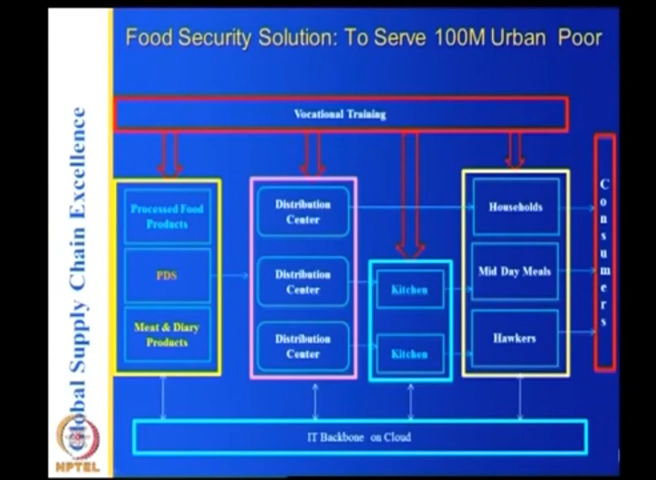 Food Security Solution: To Serve 100M Urban Poor
Global Supply Chain Excellence
Vocational Training
Processed Food
Products
PDS
Meat & Diary
Products
Distribution
Center
Distribution
Center
Distribution
Center
Kitchen
Kitchen
Households
Mid Day Meals
Hawkers
Consumers
IT Backbone on Cloud
NPTEL